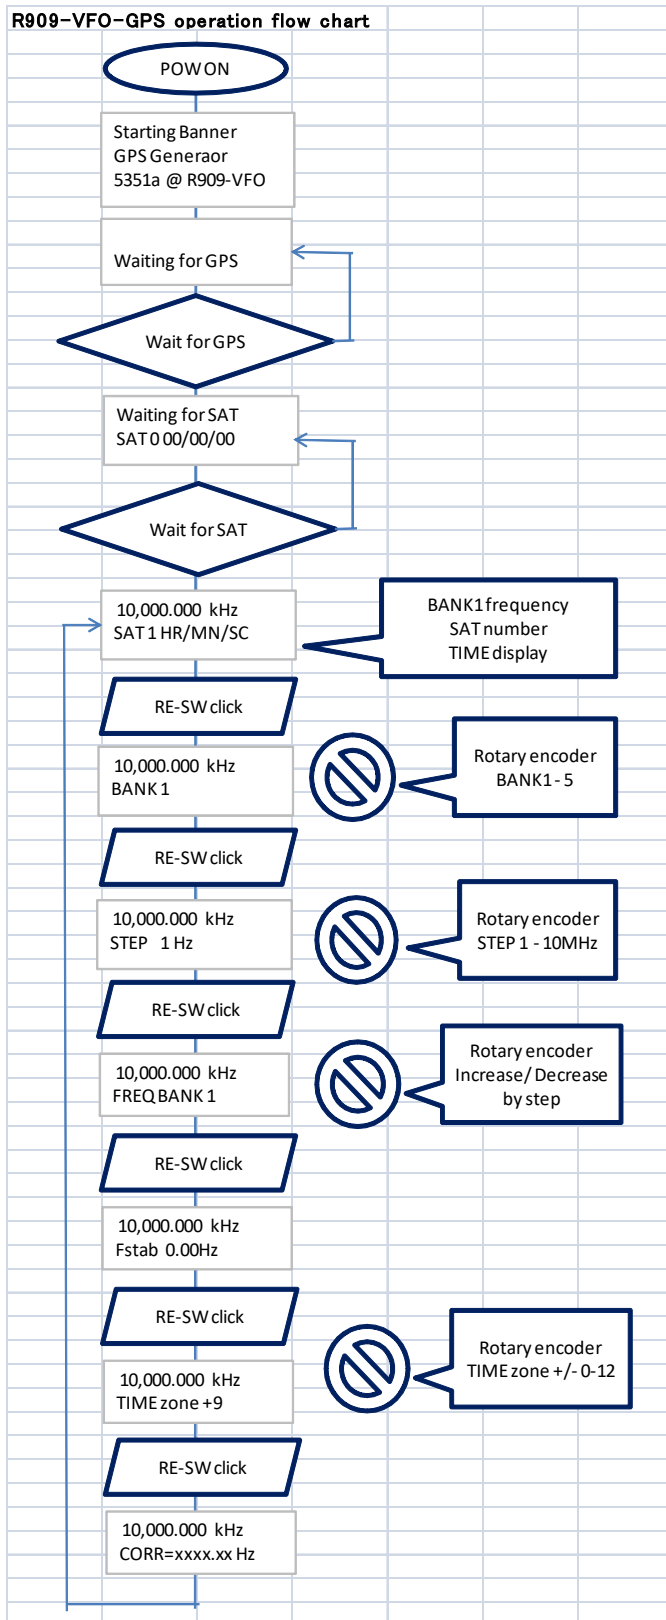 R909-VFO-GPS operation flow chart
POW ON
Starting Banner
GPS Generaor
5351a @ R909-VFO
Waiting for GPS
Wait for GPS
Waiting for SAT
SAT 0 00/00/00
Wait for SAT
10,000.000 kHz
SAT 1 HR/MN/SC
BANK1 frequency
SAT number
TIME display
RE-SW click
10,000.000 kHz
BANK 1
Rotary encoder
BANK1 - 5
RE-SW click
10,000.000 kHz
STEP 1 Hz
Rotary encoder
STEP 1 - 10MHz
RE-SW click
10,000.000 kHz
FREQ BANK 1
Rotary encoder
Increase/ Decrease
by step
RE-SW click
10,000.000 kHz
Fstab 0.00Hz
RE-SW click
10,000.000 kHz
TIME zone +9
Rotary encoder
TIME zone +/- 0-12
RE-SW click
10,000.000 kHz
CORR=xxxx.xx Hz